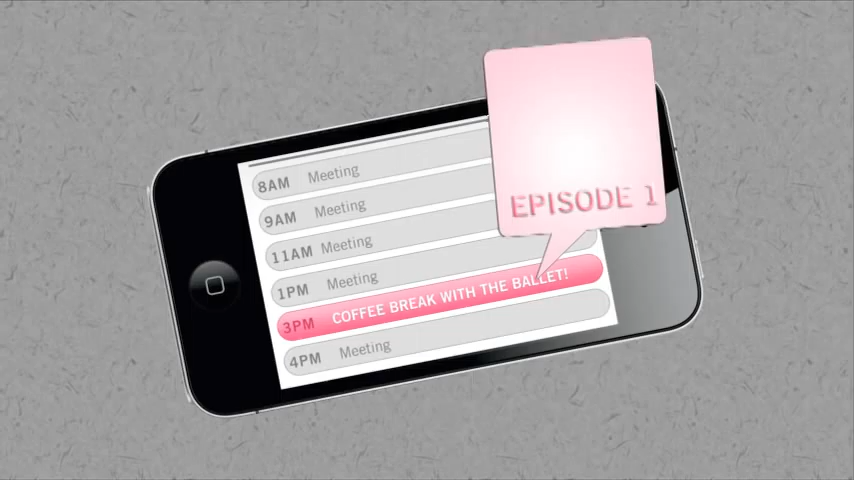 EPISODE 1
8AM Meeting
9AM Meeting
11AM Meeting
1PM Meeting
3PM COFFEE BREAK WITH THE BALLET!
4PM Meeting